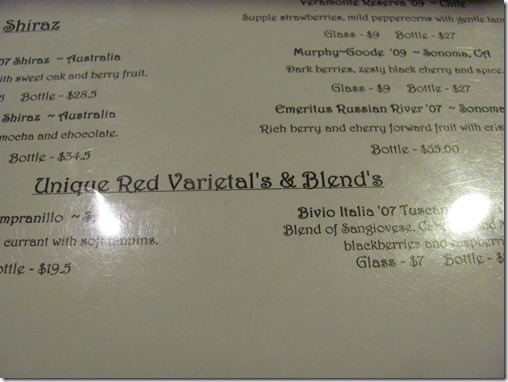 Shiraz
'07 Shiraz ~ Australia
with sweet oak and berry fruit.
Bottle - $28.5
Shiraz ~ Australia
mocha and chocolate.
Bottle - $34.5
Veramonte Reserva '09 ~ Chile
Supple strawberries, mild peppercorns with gentle tan
Glass - $9 Bottle - $27
Murphy~Goode '09 ~ Sonoma, CA
Dark berries, zesty black cherry and spice.
Glass - $9 Bottle - $27
Emeritus Russian River '07 ~ Sonoma
Rich berry and cherry forward fruit with cris
Bottle - $55.00
Unique Red Varietal's & Blend's
mpranillo ~
currant with soft tannins.
ottle - $19.5
Bivio Italia '07 Tuscan
Blend of Sangiovese, and
blackberries and raspberri
Glass - $7 Bottle - $